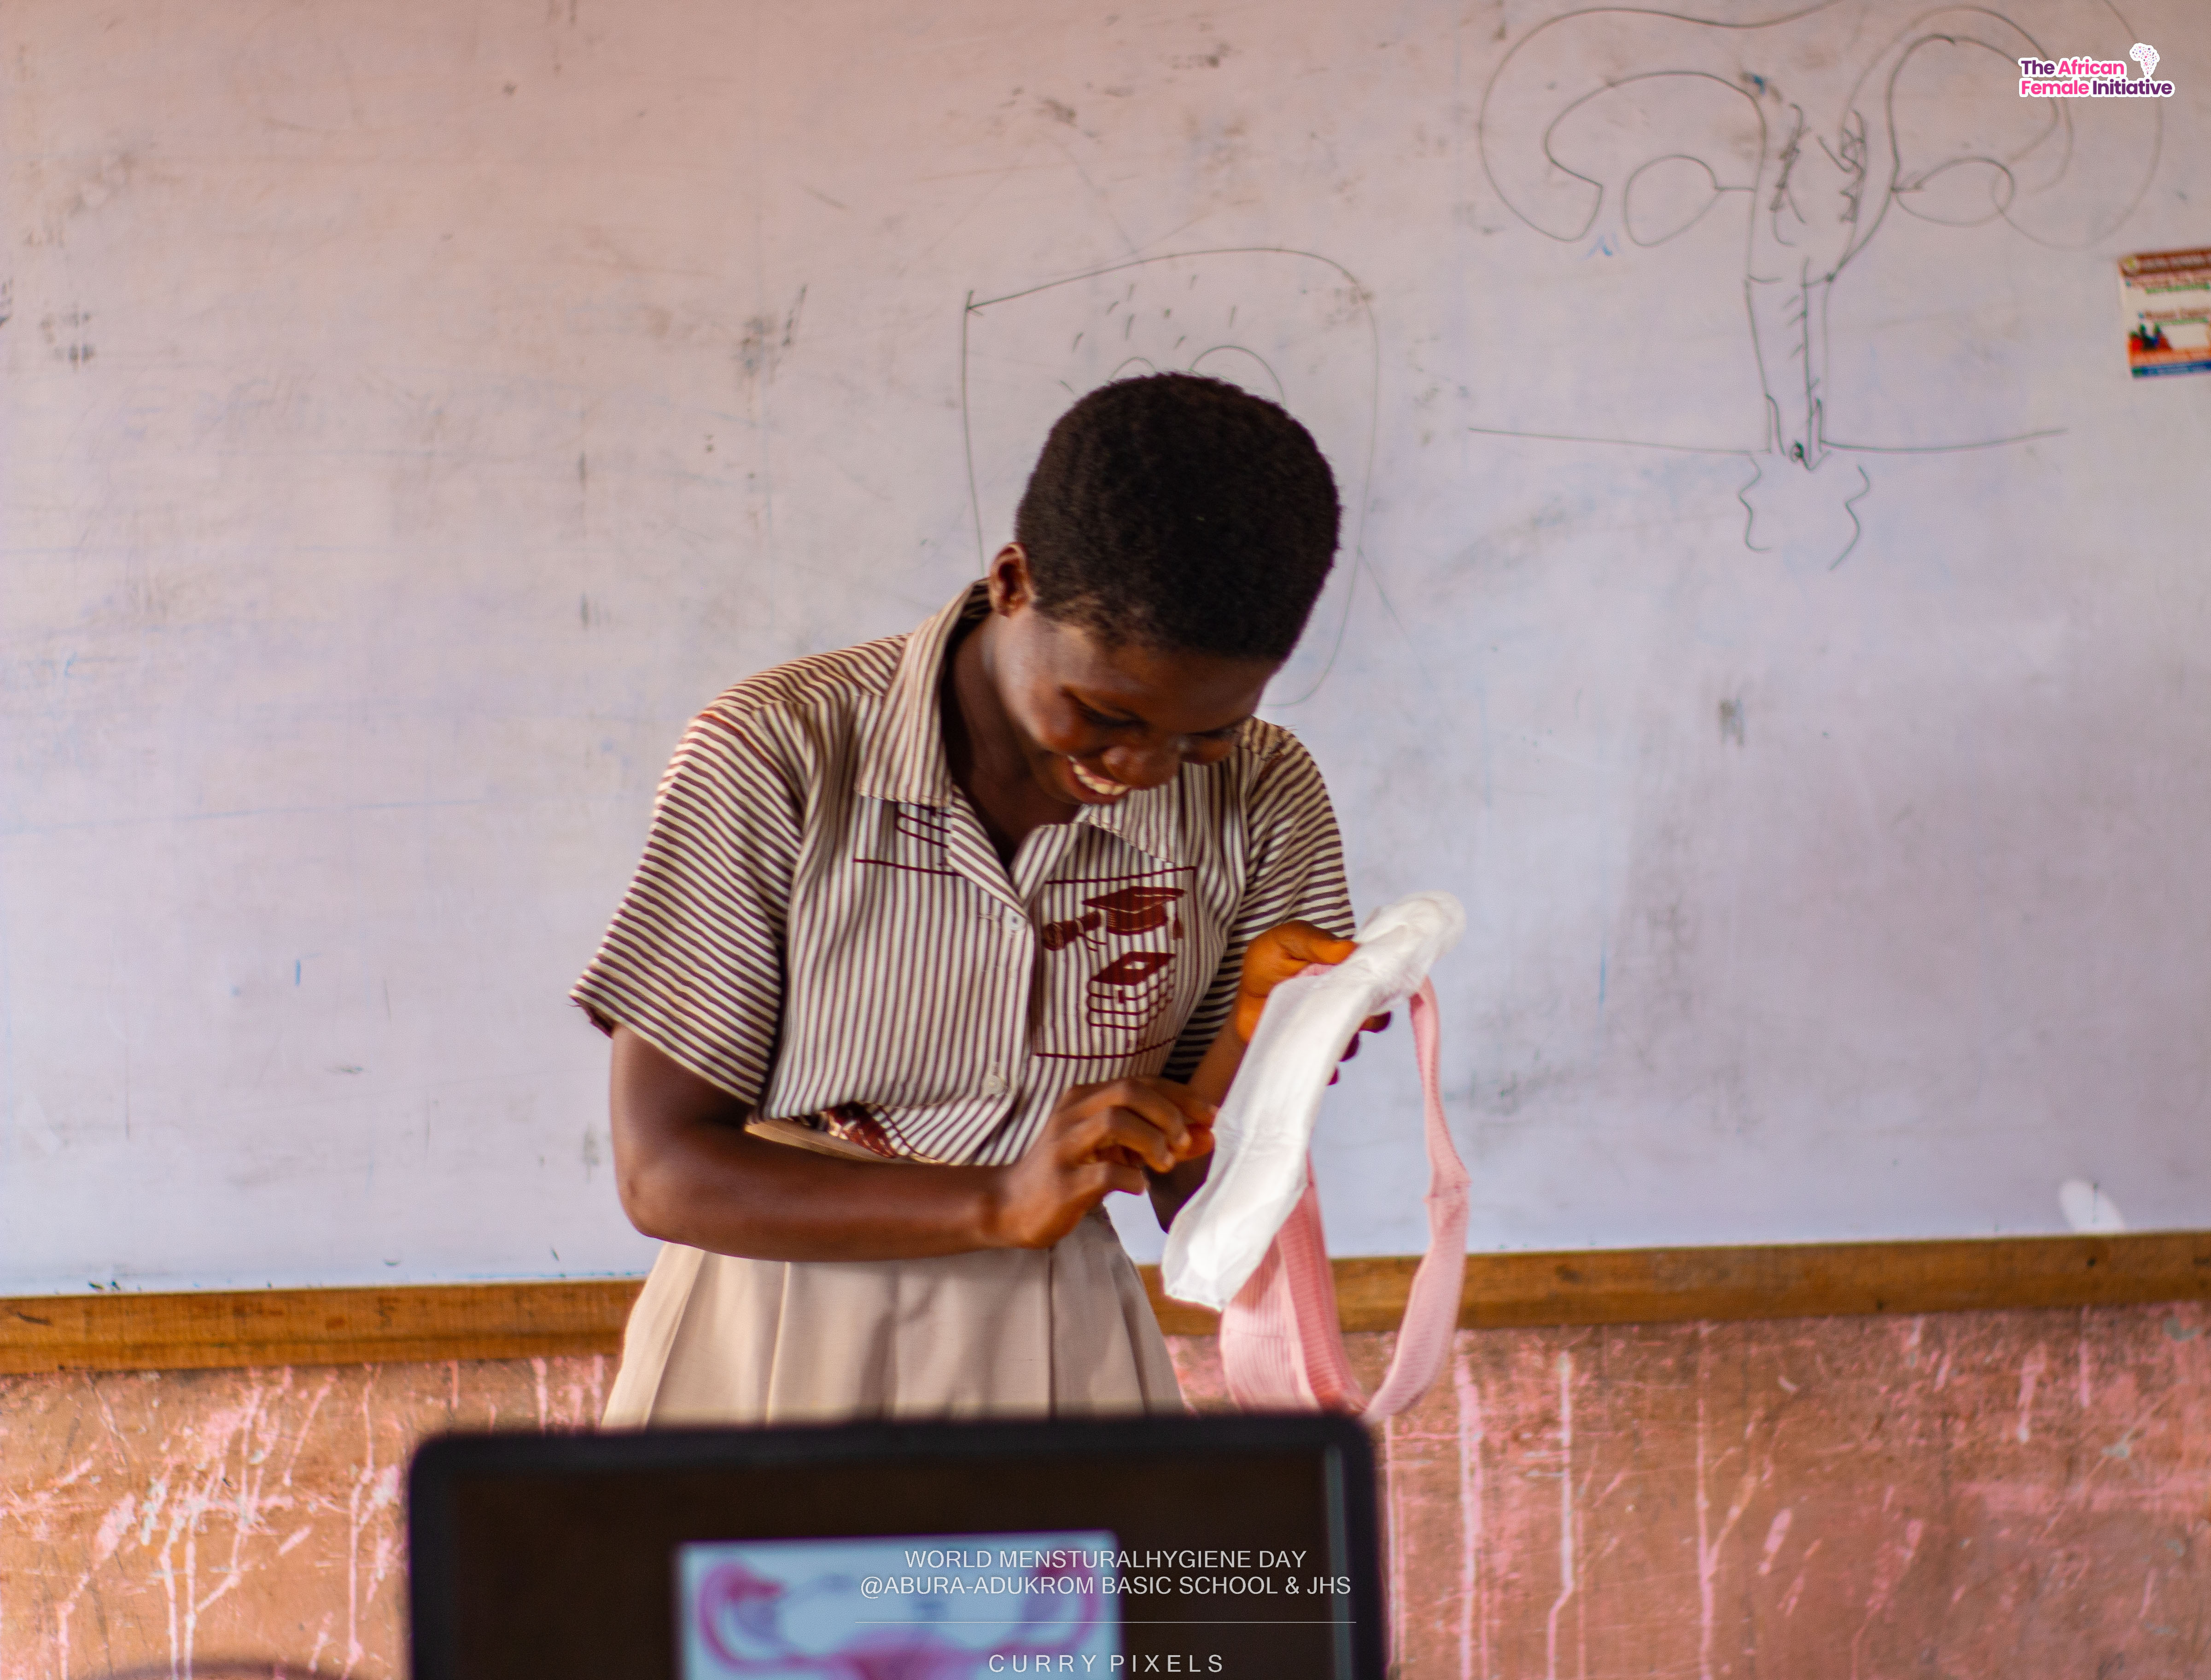 The African
Female Initiative
WORLD MENSTURALHYGIENE DAY
@ABURA-ADUKROM BASIC SCHOOL & JHS
CURRY PIXELS